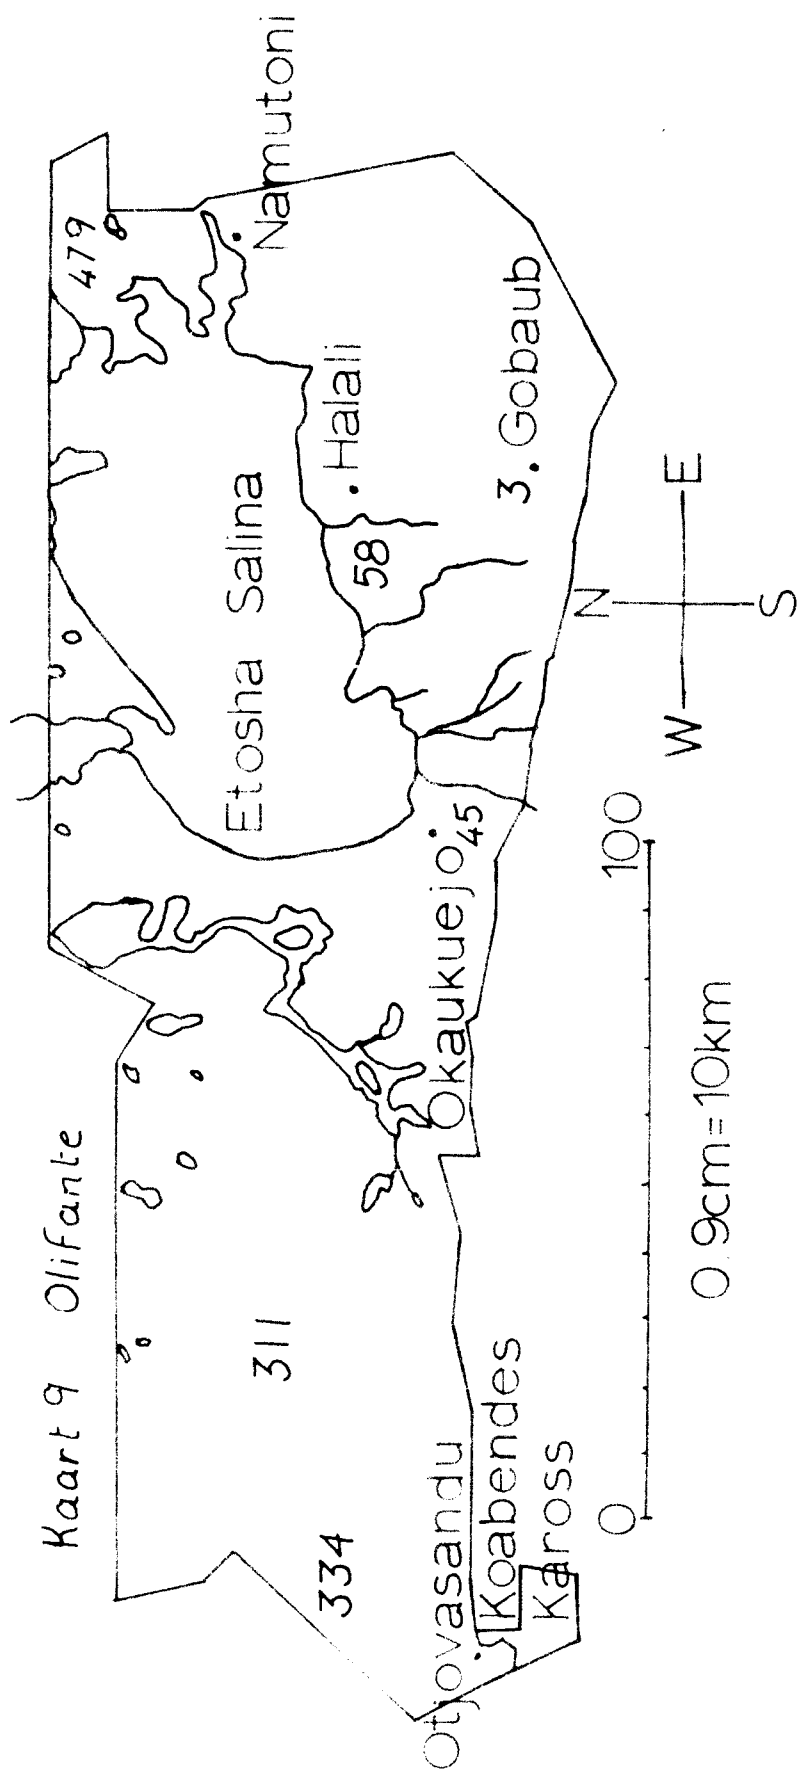 Kaart 9 Olifante
479
Namutoni
Etosha Salina
Halali
58
3. Gobaub
311
334
Okaukuejo
45
Otjovasandu
Koabendes
Kaross
N
W E
S
0 100
0.9cm=10km